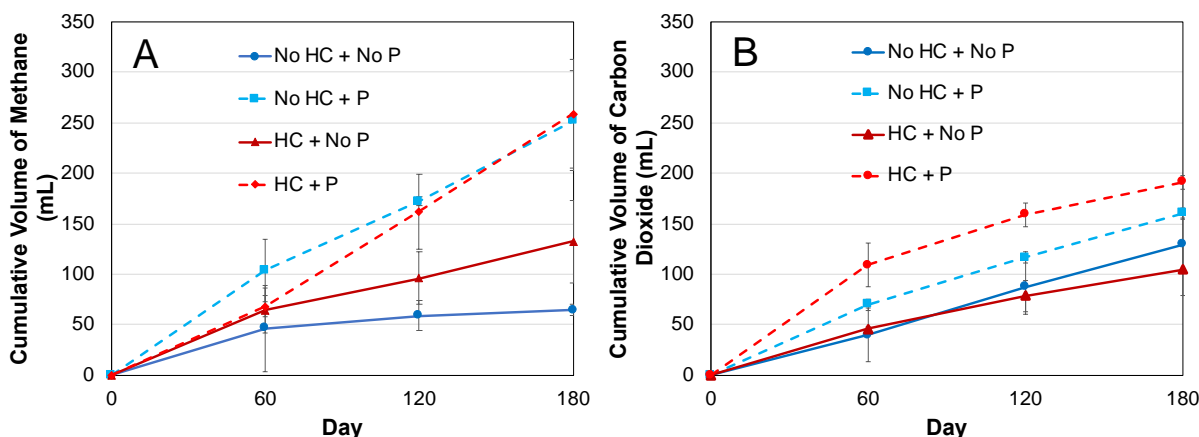 A
Cumulative Volume of Methane
(mL)
350
300
250
200
150
100
50
0
0
60
120
180
Day
No HC + No P
No HC + P
HC + No P
HC + P
B
Cumulative Volume of Carbon
Dioxide (mL)
350
300
250
200
150
100
50
0
0
60
120
180
Day
No HC + No P
No HC + P
HC + No P
HC + P